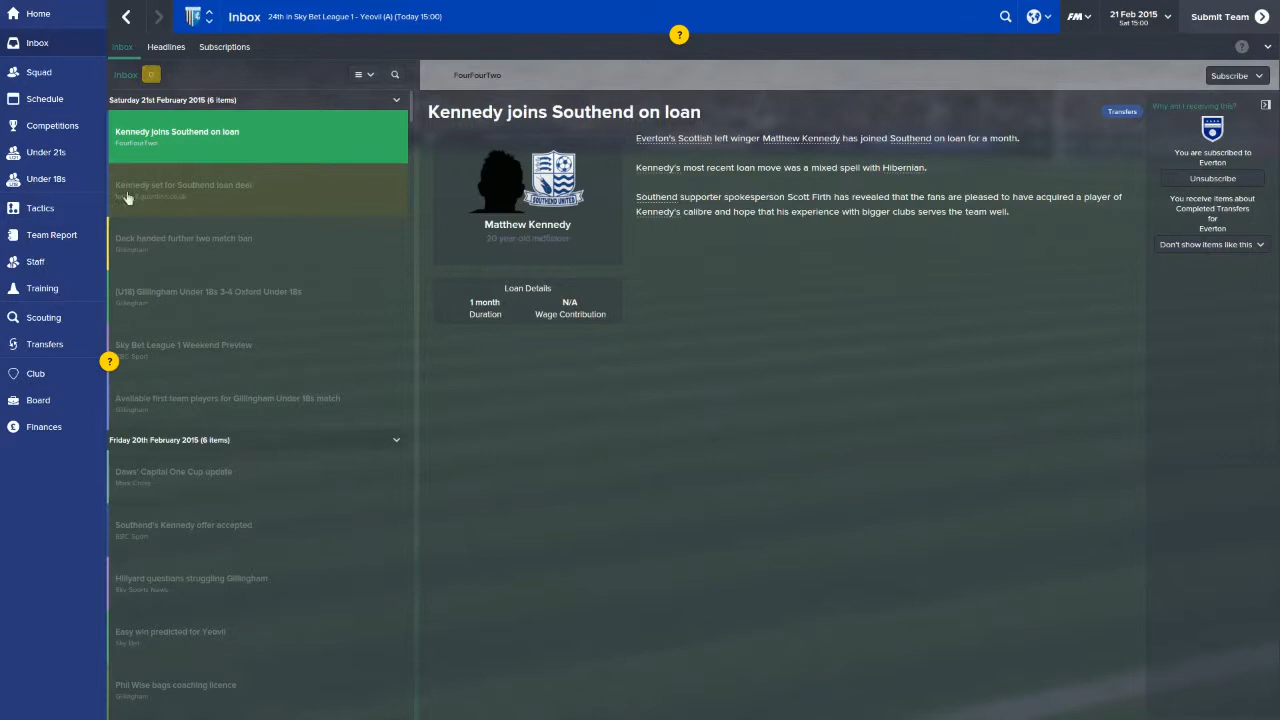 Home
Inbox
Squad
Schedule
Competitions
Under 21s
Under 18s
Tactics
Team Report
Staff
Training
Scouting
Transfers
Club
Board
Finances
Inbox 24th in Sky Bet League 1 - Yeovil (A) (Today 15:00)
?
FM
21 Feb 2015
Sat 15:00
Submit Team
Inbox Headlines Subscriptions
?
Inbox
Saturday 21st February 2015 (6 items)
Kennedy joins Southend on loan
FourFourTwo
Kennedy set for Southend loan deal
Dack handed further two match ban
Gillingham
(U18) Gillingham Under 18s 3-4 Oxford Under 18s
Gillingham
Sky Bet League 1 Weekend Preview
BBC Sport
?
Available first team players for Gillingham Under 18s match
Gillingham
Friday 20th February 2015 (6 items)
Daws' Capital One Cup update
Mark Crosby
Southend's Kennedy offer accepted
BBC Sport
Hillyard questions struggling Gillingham
Sky Sports News
Easy win predicted for Yeovil
Sky Bet
Phil Wise bags coaching licence
Gillingham
FourFourTwo
Subscribe
Kennedy joins Southend on loan
Transfers
SOUTHEND UNITED
Matthew Kennedy
20 year old midfielder
Loan Details
1 month N/A
Duration Wage Contribution
Everton's Scottish left winger Matthew Kennedy has joined Southend on loan for a month.
Kennedy's most recent loan move was a mixed spell with Hibernian.
Southend supporter spokesperson Scott Firth has revealed that the fans are pleased to have acquired a player of
Kennedy's calibre and hope that his experience with bigger clubs serves the team well.
Why am I receiving this?
You are subscribed to
Everton
Unsubscribe
You receive items about
Completed Transfers
for
Everton
Don't show items like this